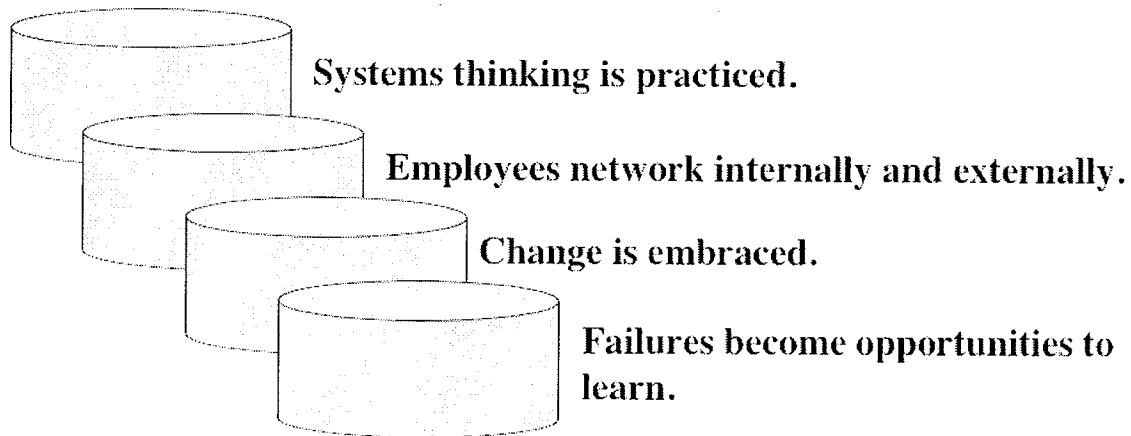 Systems thinking is practiced.
Employees network internally and externally.
Change is embraced.
Failures become opportunities to
learn.